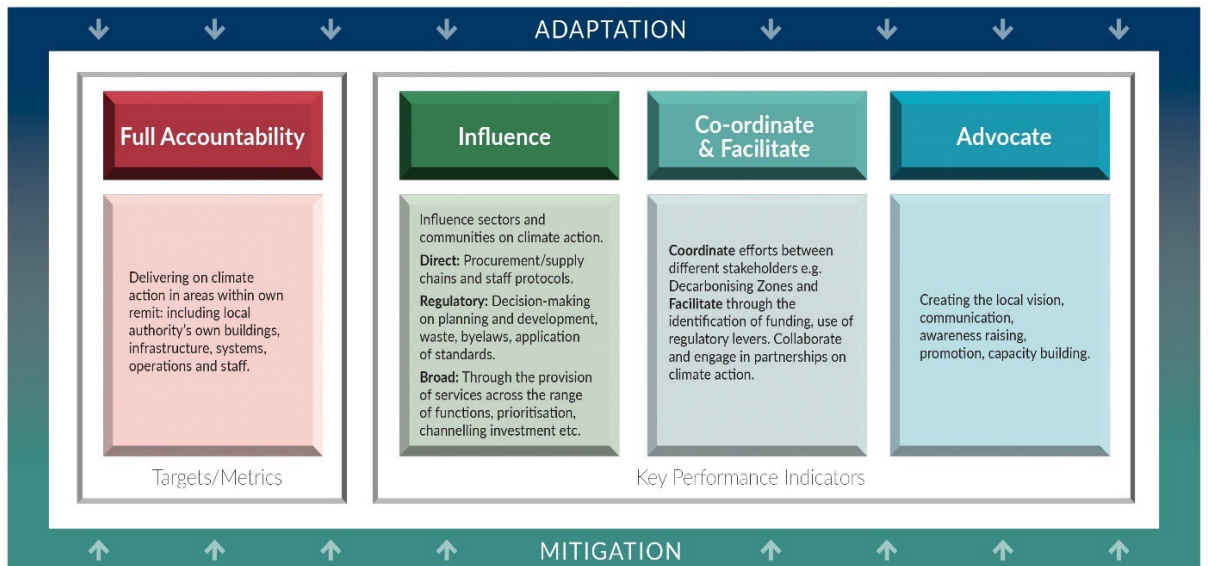 ADAPTATION
Full Accountability
Delivering on climate
action in areas within own
remit: including local
authority's own buildings,
infrastructure, systems,
operations and staff.
Targets/Metrics
Influence
Influence sectors and
communities on climate action.
Direct: Procurement/supply
chains and staff protocols.
Regulatory: Decision-making
on planning and development,
waste, byelaws, application
of standards.
Broad: Through the provision
of services across the range
of functions, prioritisation,
channelling investment etc.
Co-ordinate
& Facilitate
Coordinate efforts between
different stakeholders e.g.
Decarbonising Zones and
Facilitate through the
identification of funding, use of
regulatory levers. Collaborate
and engage in partnerships on
climate action.
Advocate
Creating the local vision,
communication,
awareness raising,
promotion, capacity building.
Key Performance Indicators
MITIGATION